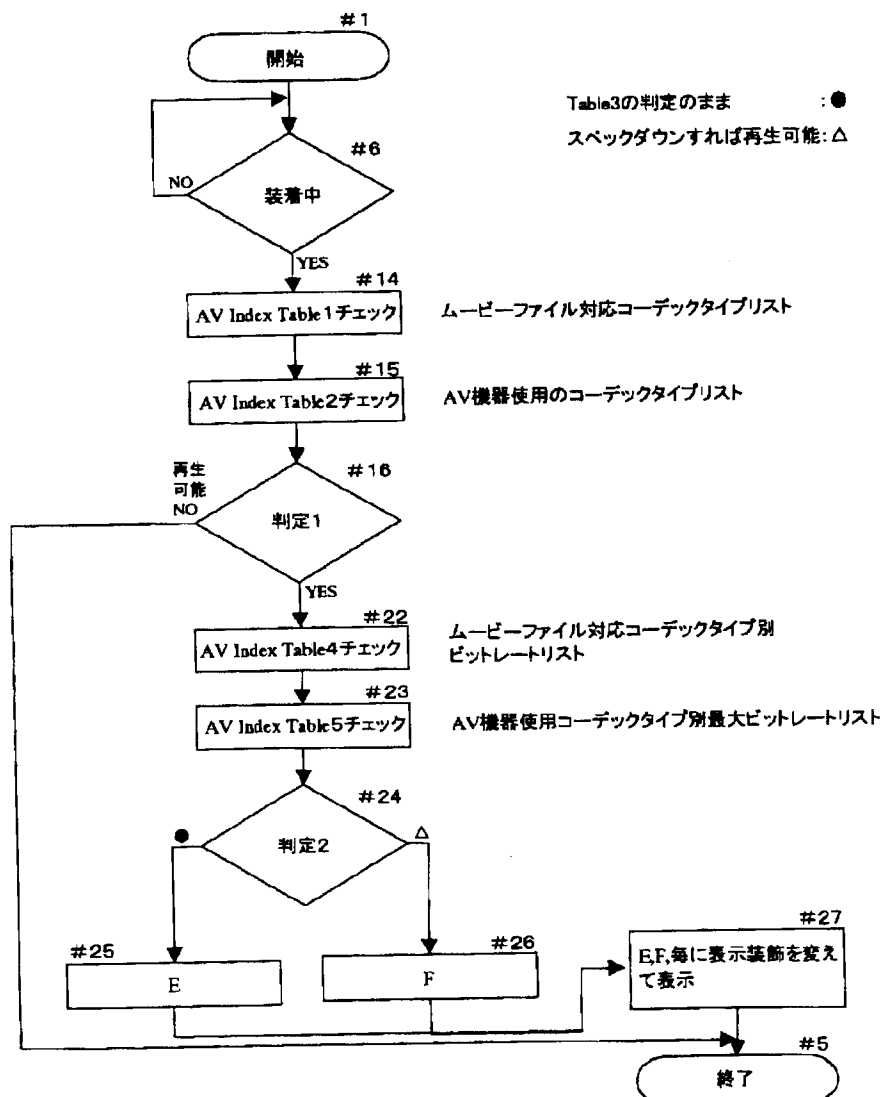 #1
開始
Table3の判定のまま :●
スペックダウンすれば再生可能:△
#6
NO
装着中
YES
#14
AV Index Table1チェック
ムービーファイル対応コーデックタイプリスト
#15
AV Index Table2チェック
AV機器使用のコーデックタイプリスト
#16
再生
可能
NO
判定1
YES
#22
AV Index Table4チェック
ムービーファイル対応コーデックタイプ別
ビットレートリスト
#23
AV Index Table5チェック
AV機器使用コーデックタイプ別最大ビットレートリスト
#24
●
判定2
△
#25
E
#26
F
#27
E,F,毎に表示装飾を変え
て表示
#5
終了